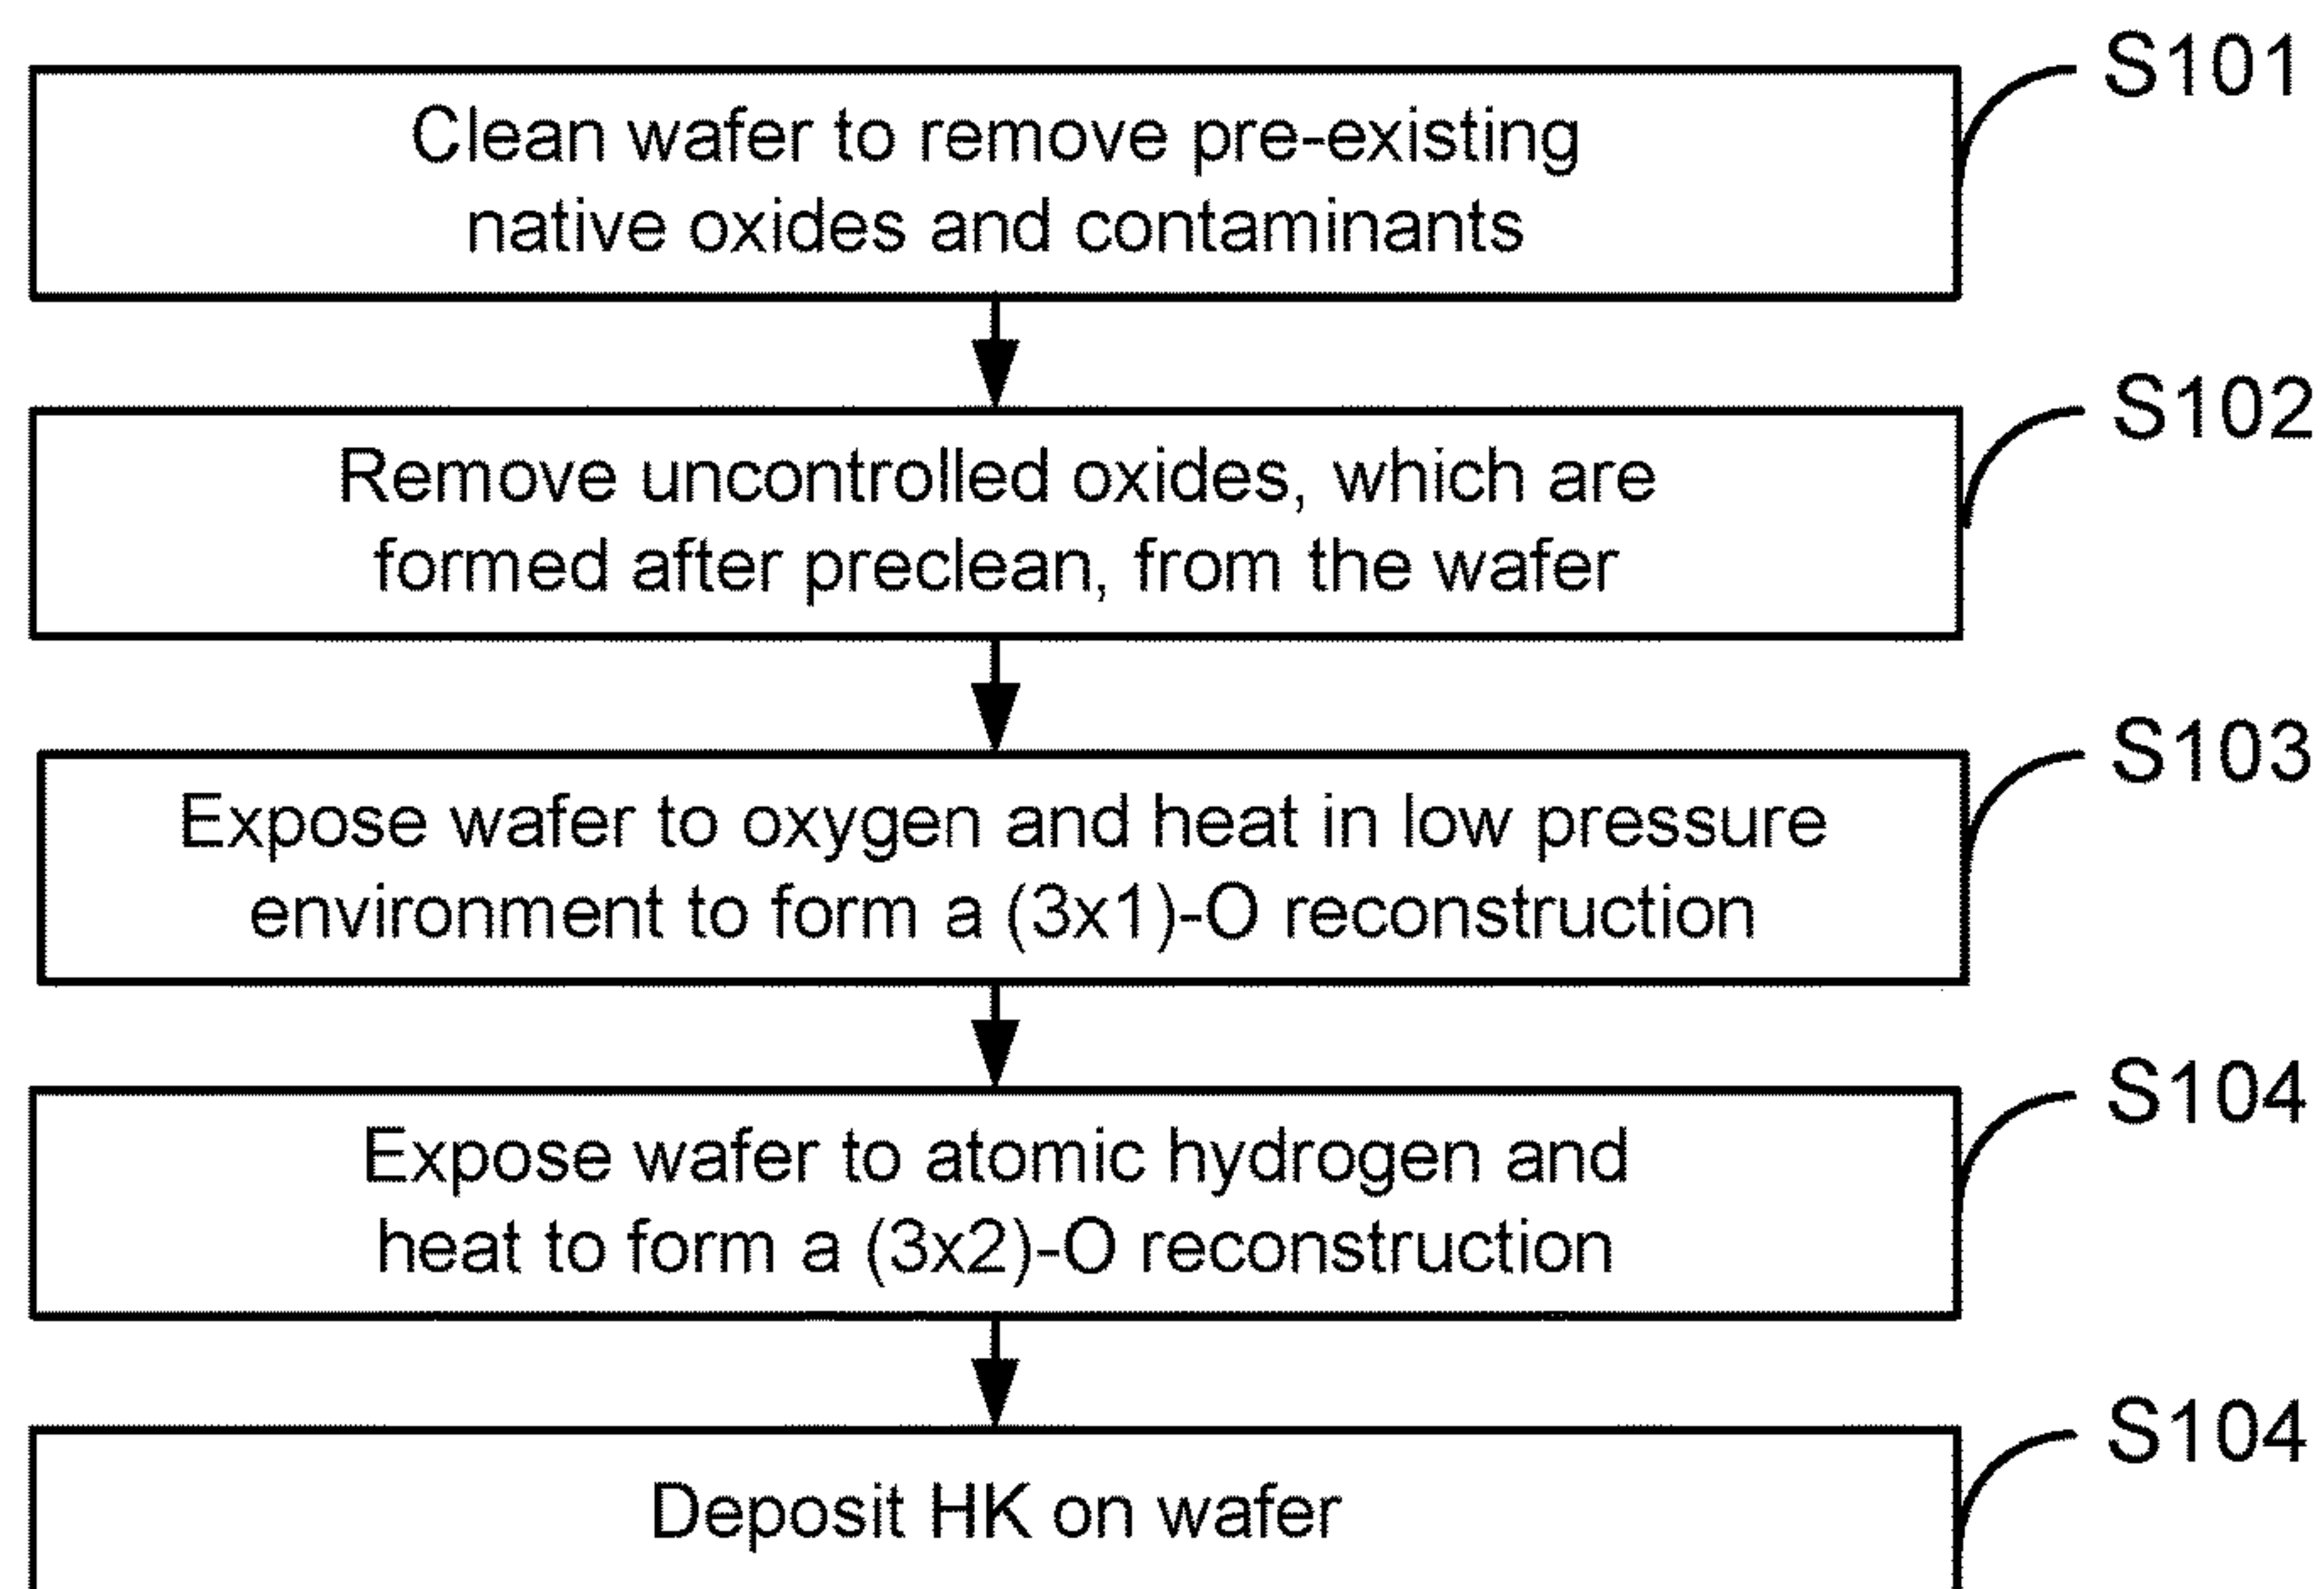 S101
Clean wafer to remove pre-existing
native oxides and contaminants
S102
Remove uncontrolled oxides, which are
formed after preclean, from the wafer
S103
Expose wafer to oxygen and heat in low pressure
environment to form a (3x1)-O reconstruction
S104
Expose wafer to atomic hydrogen and
heat to form a (3x2)-O reconstruction
S104
Deposit HK on wafer